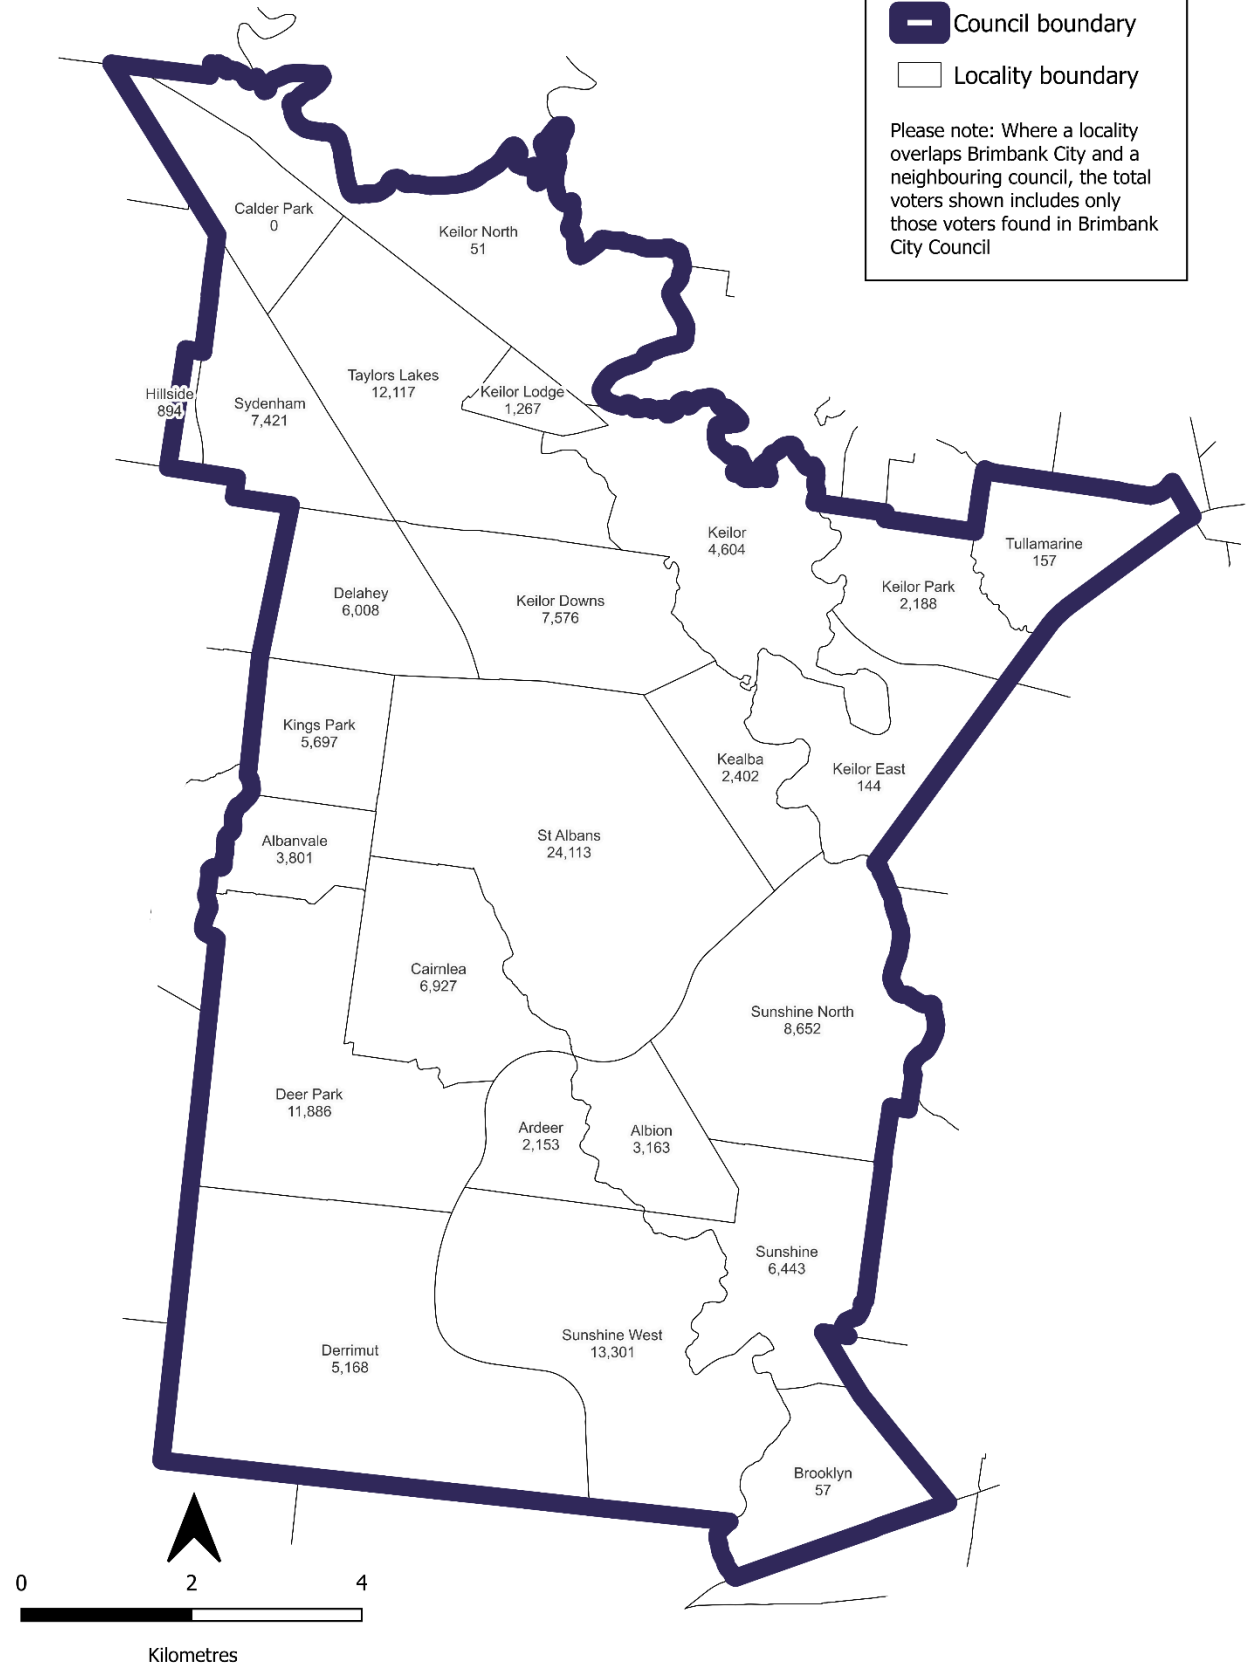 Council boundary
Locality boundary
Please note: Where a locality
overlaps Brimbank City and a
neighbouring council, the total
voters shown includes only
those voters found in Brimbank
City Council
Calder Park
0
Keilor North
51
Taylors Lakes
12,117
Keilor Lodge
1,267
Hillside
894
Sydenham
7,421
Keilor
4,604
Tullamarine
157
Keilor Park
2,188
Delahey
6,008
Keilor Downs
7,576
Kings Park
5,697
Kealba
2,402
Keilor East
144
Albanvale
3,801
St Albans
24,113
Cairnlea
6,927
Sunshine North
8,652
Deer Park
11,886
Ardeer
2,153
Albion
3,163
Sunshine
6,443
Derrimut
5,168
Sunshine West
13,301
Brooklyn
57
0 2 4
Kilometres